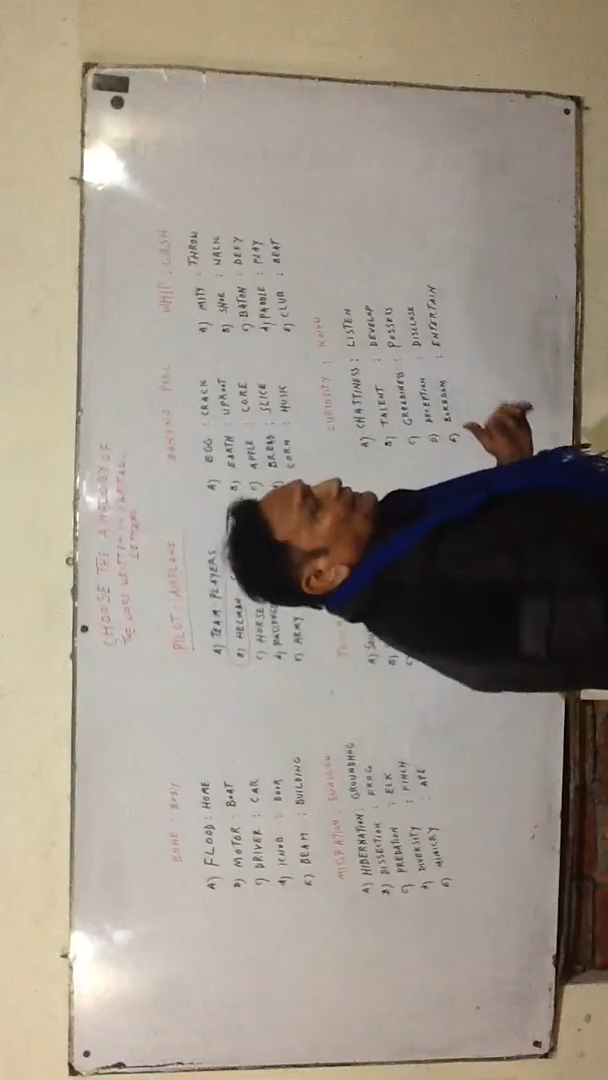 CHOOSE THE ANALOGY OF
THE WORD WRITTEN IN CAPITAL
LETTERS
BONE : BODY
A) FLOOD : HOME
B) MOTOR : BOAT
C) DRIVER : CAR
d) KNOB : DOOR
E) BEAM : BUILDING
PILOT : AIRPLANE
A) TEAM : PLAYERS
B) HELMAN
C) HORSE
d)
E) ARMY
BANANA : PEEL
A) EGG : CRACK
B) EARTH : UPROOT
C) APPLE : CORE
d) BREAD : SLICE
CORN : HUSK
WHIP : LASH
A) MITT : THROW
B) SHOE : WALK
C) BATON : DEFY
d) PADDLE : PLAY
E) CLUB : BEAT
MIGRATION : SWALLOW
A) HIBERNATION : GROUNDHOG
B) DISSECTION : FROG
C) PREDATION : ELK
d) DIVERSITY : FINCH
E) MIMICRY : APE
A)
B)
C)
CURIOSITY : KNOW
A) CHATTINESS : LISTEN
B) TALENT : DEVELOP
C) GREEDINESS : POSSESS
D) DECEPTION : DISCLOSE
E) BOREDOM : ENTERTAIN